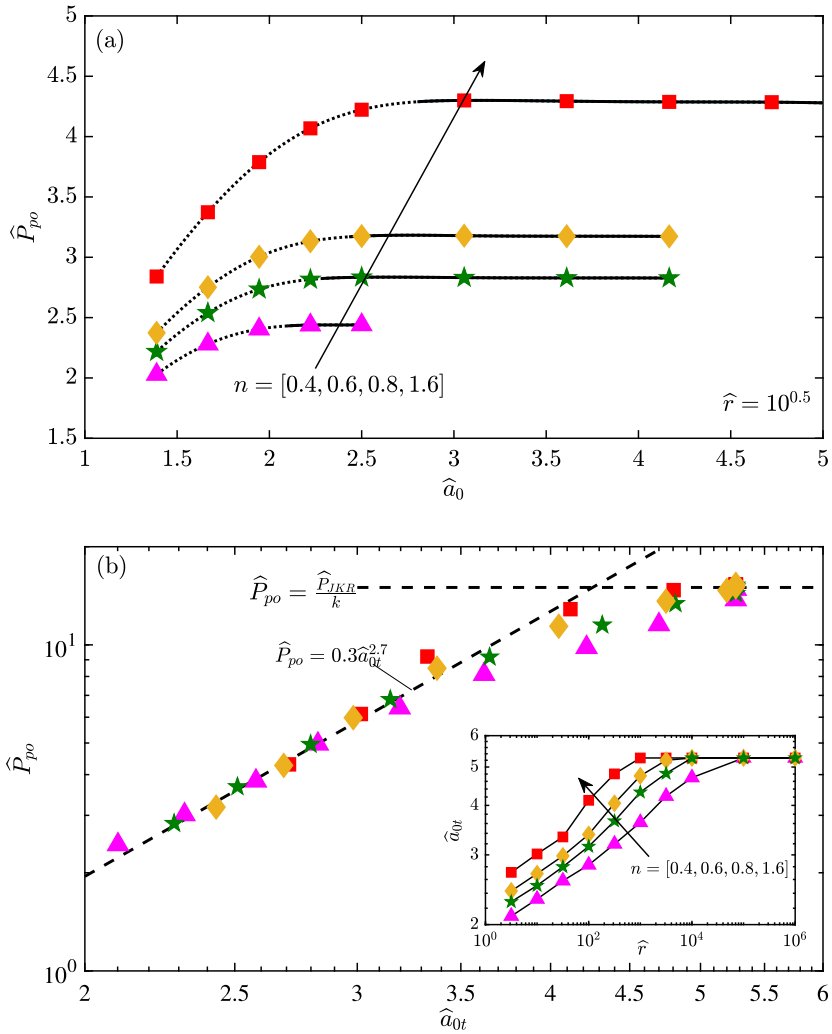 (a)
5
4.5
4
3.5
3
2.5
2
1.5
P̂_po
n = [0.4, 0.6, 0.8, 1.6]
r̂ = 10^0.5
1 1.5 2 2.5 3 3.5 4 4.5 5
â_0
(b)
P̂_po = P̂_JKR/k
P̂_po = 0.3â_0t^2.7
10^1
10^0
P̂_po
6
5
4
3
2
â_0t
n = [0.4, 0.6, 0.8, 1.6]
10^0 10^2 10^4 10^6
r̂
2 2.5 3 3.5 4 4.5 5 5.5 6
â_0t